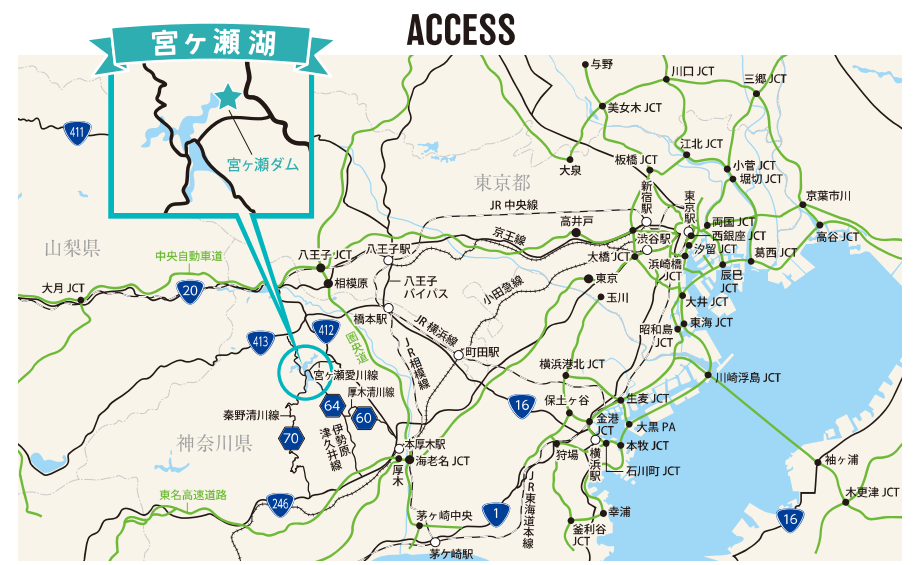 ACCESS
宮ヶ瀬湖
宮ヶ瀬ダム
与野
川口 JCT
三郷 JCT
美女木 JCT
411
江北 JCT
板橋 JCT
大泉
小菅 JCT
堀切 JCT
東京都
新宿駅
東京駅
京葉市川
JR 中央線
高井戸
両国 JCT
京王線
渋谷駅
西銀座 JCT
高谷 JCT
山梨県
汐留 JCT
中央自動車道
八王子 JCT
八王子駅
大橋 JCT
浜崎橋
JCT
葛西 JCT
辰巳
JCT
大月 JCT
20
相模原
八王子
バイパス
小田急線
東京
玉川
大井 JCT
橋本駅
JR 横浜線
昭和島
JCT
東海 JCT
412
413
圏央道
JR 相模線
町田駅
横浜港北 JCT
川崎浮島 JCT
宮ヶ瀬愛川線
厚木清川線
64
60
16
保土ヶ谷
生麦 JCT
秦野清川線
金港
JCT
大黒 PA
70
伊勢原
津久井線
神奈川県
本厚木駅
狩場
横浜駅
本牧 JCT
厚木
海老名 JCT
石川町 JCT
袖ヶ浦
東名高速道路
246
JR 東海道本線
木更津 JCT
茅ヶ崎中央
1
幸浦
16
釜利谷
JCT
茅ヶ崎駅